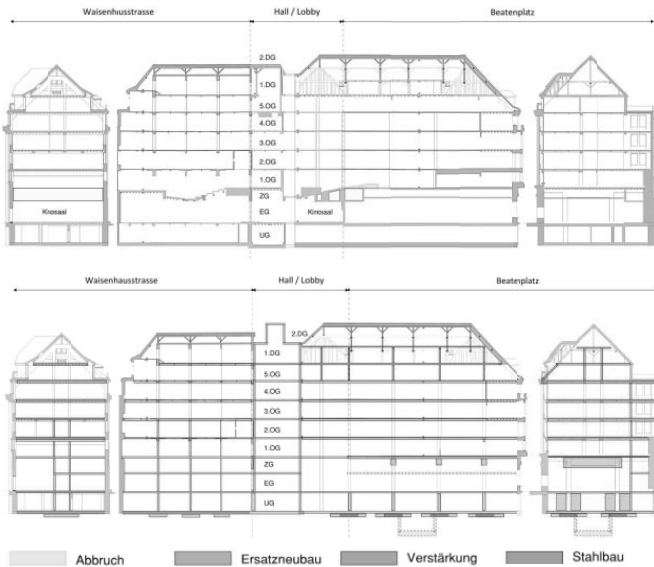 Waisenhusstrasse
Hall / Lobby
Beatenplatz
2.DG
1.DG
5.OG
4.OG
3.OG
2.OG
1.OG
ZG
EG
UG
Kinosaal
Waisenhausstrasse
Hall / Lobby
Beatenplatz
2.DG
1.DG
5.OG
4.OG
3.OG
2.OG
1.OG
ZG
EG
UG
Abbruch
Ersatzneubau
Verstärkung
Stahlbau